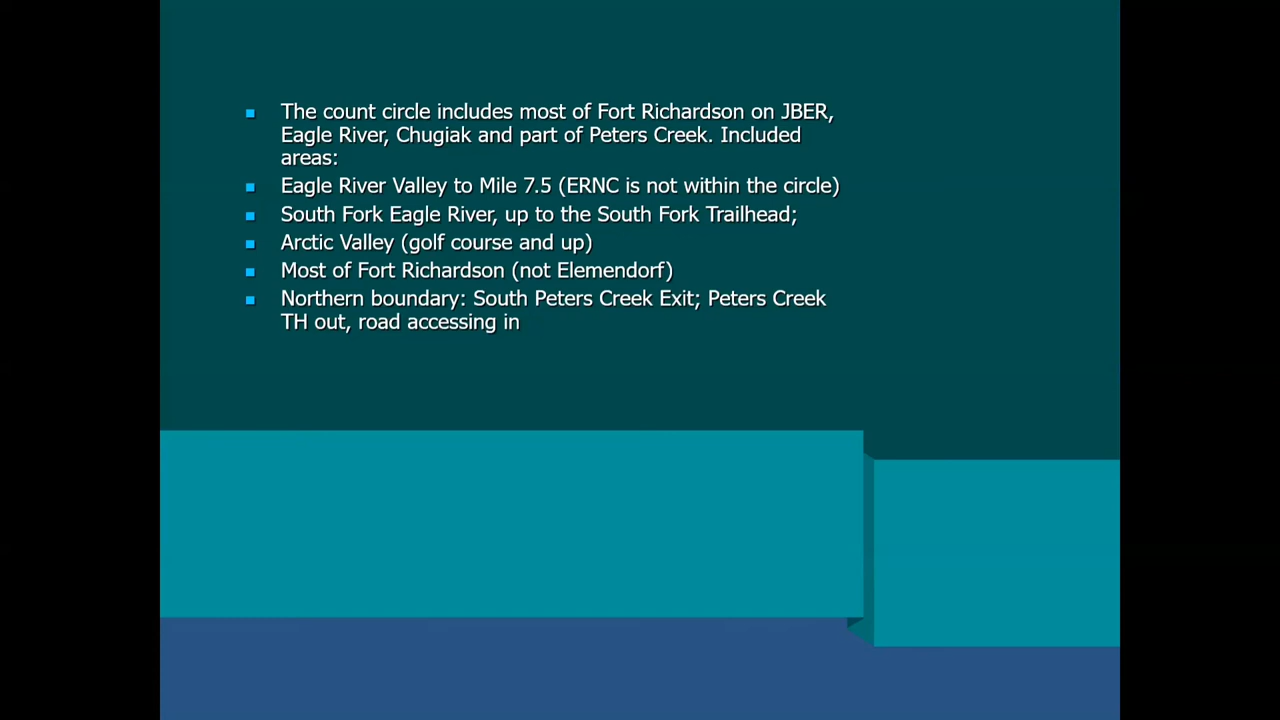 The count circle includes most of Fort Richardson on JBER,
Eagle River, Chugiak and part of Peters Creek. Included
areas:
Eagle River Valley to Mile 7.5 (ERNC is not within the circle)
South Fork Eagle River, up to the South Fork Trailhead;
Arctic Valley (golf course and up)
Most of Fort Richardson (not Elemendorf)
Northern boundary: South Peters Creek Exit; Peters Creek
TH out, road accessing in